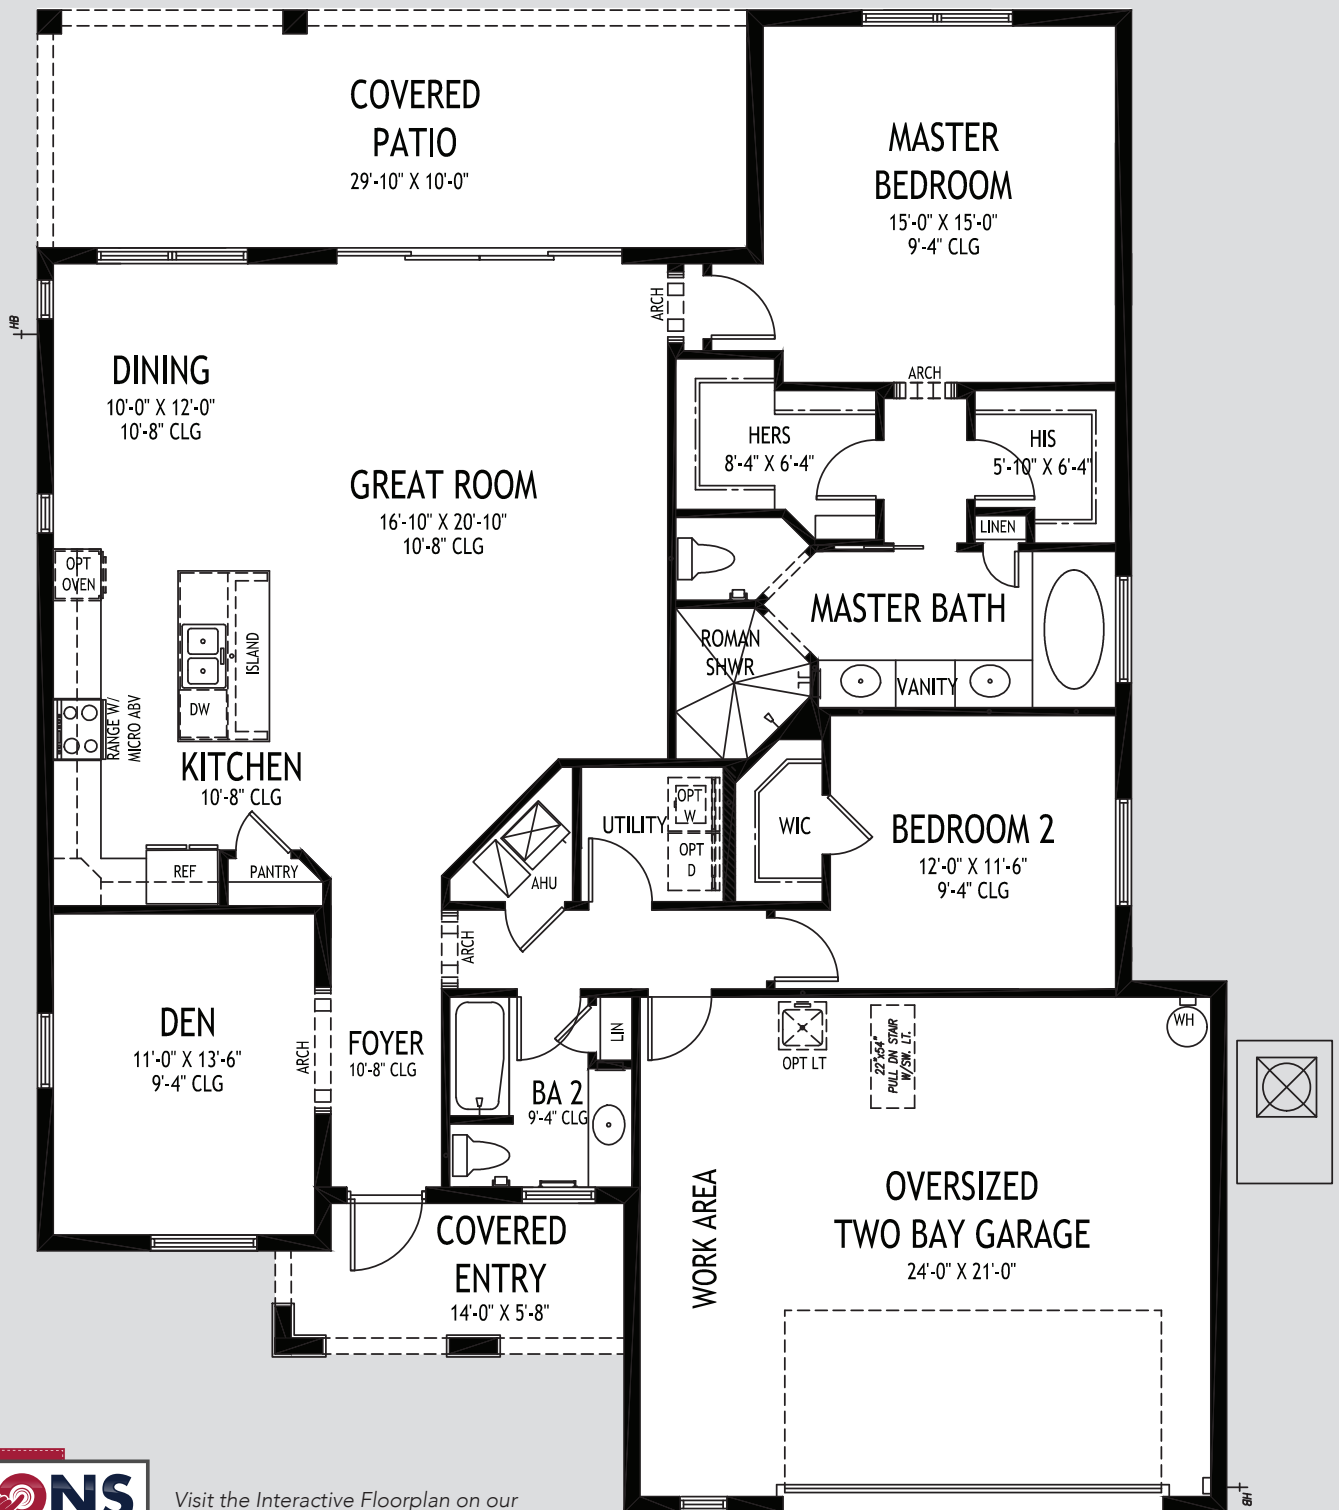 COVERED
PATIO
29'-10" X 10'-0"
MASTER
BEDROOM
15'-0" X 15'-0"
9'-4" CLG
HB
ARCH
DINING
10'-0" X 12'-0"
10'-8" CLG
ARCH
HERS
8'-4" X 6'-4"
HIS
5'-10" X 6'-4"
GREAT ROOM
16'-10" X 20'-10"
10'-8" CLG
LINEN
OPT
OVEN
MASTER BATH
ROMAN
SHWR
ISLAND
VANITY
DW
RANGE W/
MICRO ABV
KITCHEN
10'-8" CLG
OPT
W
UTILITY
WIC
BEDROOM 2
12'-0" X 11'-6"
9'-4" CLG
OPT
D
REF
PANTRY
AHU
ARCH
DEN
11'-0" X 13'-6"
9'-4" CLG
ARCH
FOYER
10'-8" CLG
LIN
BA 2
9'-4" CLG
OPT LT
22"x54"
PULL DN STAIR
W/SW. LT.
WH
WORK AREA
OVERSIZED
TWO BAY GARAGE
24'-0" X 21'-0"
COVERED
ENTRY
14'-0" X 5'-8"
HB
ONS
Visit the Interactive Floorplan on our